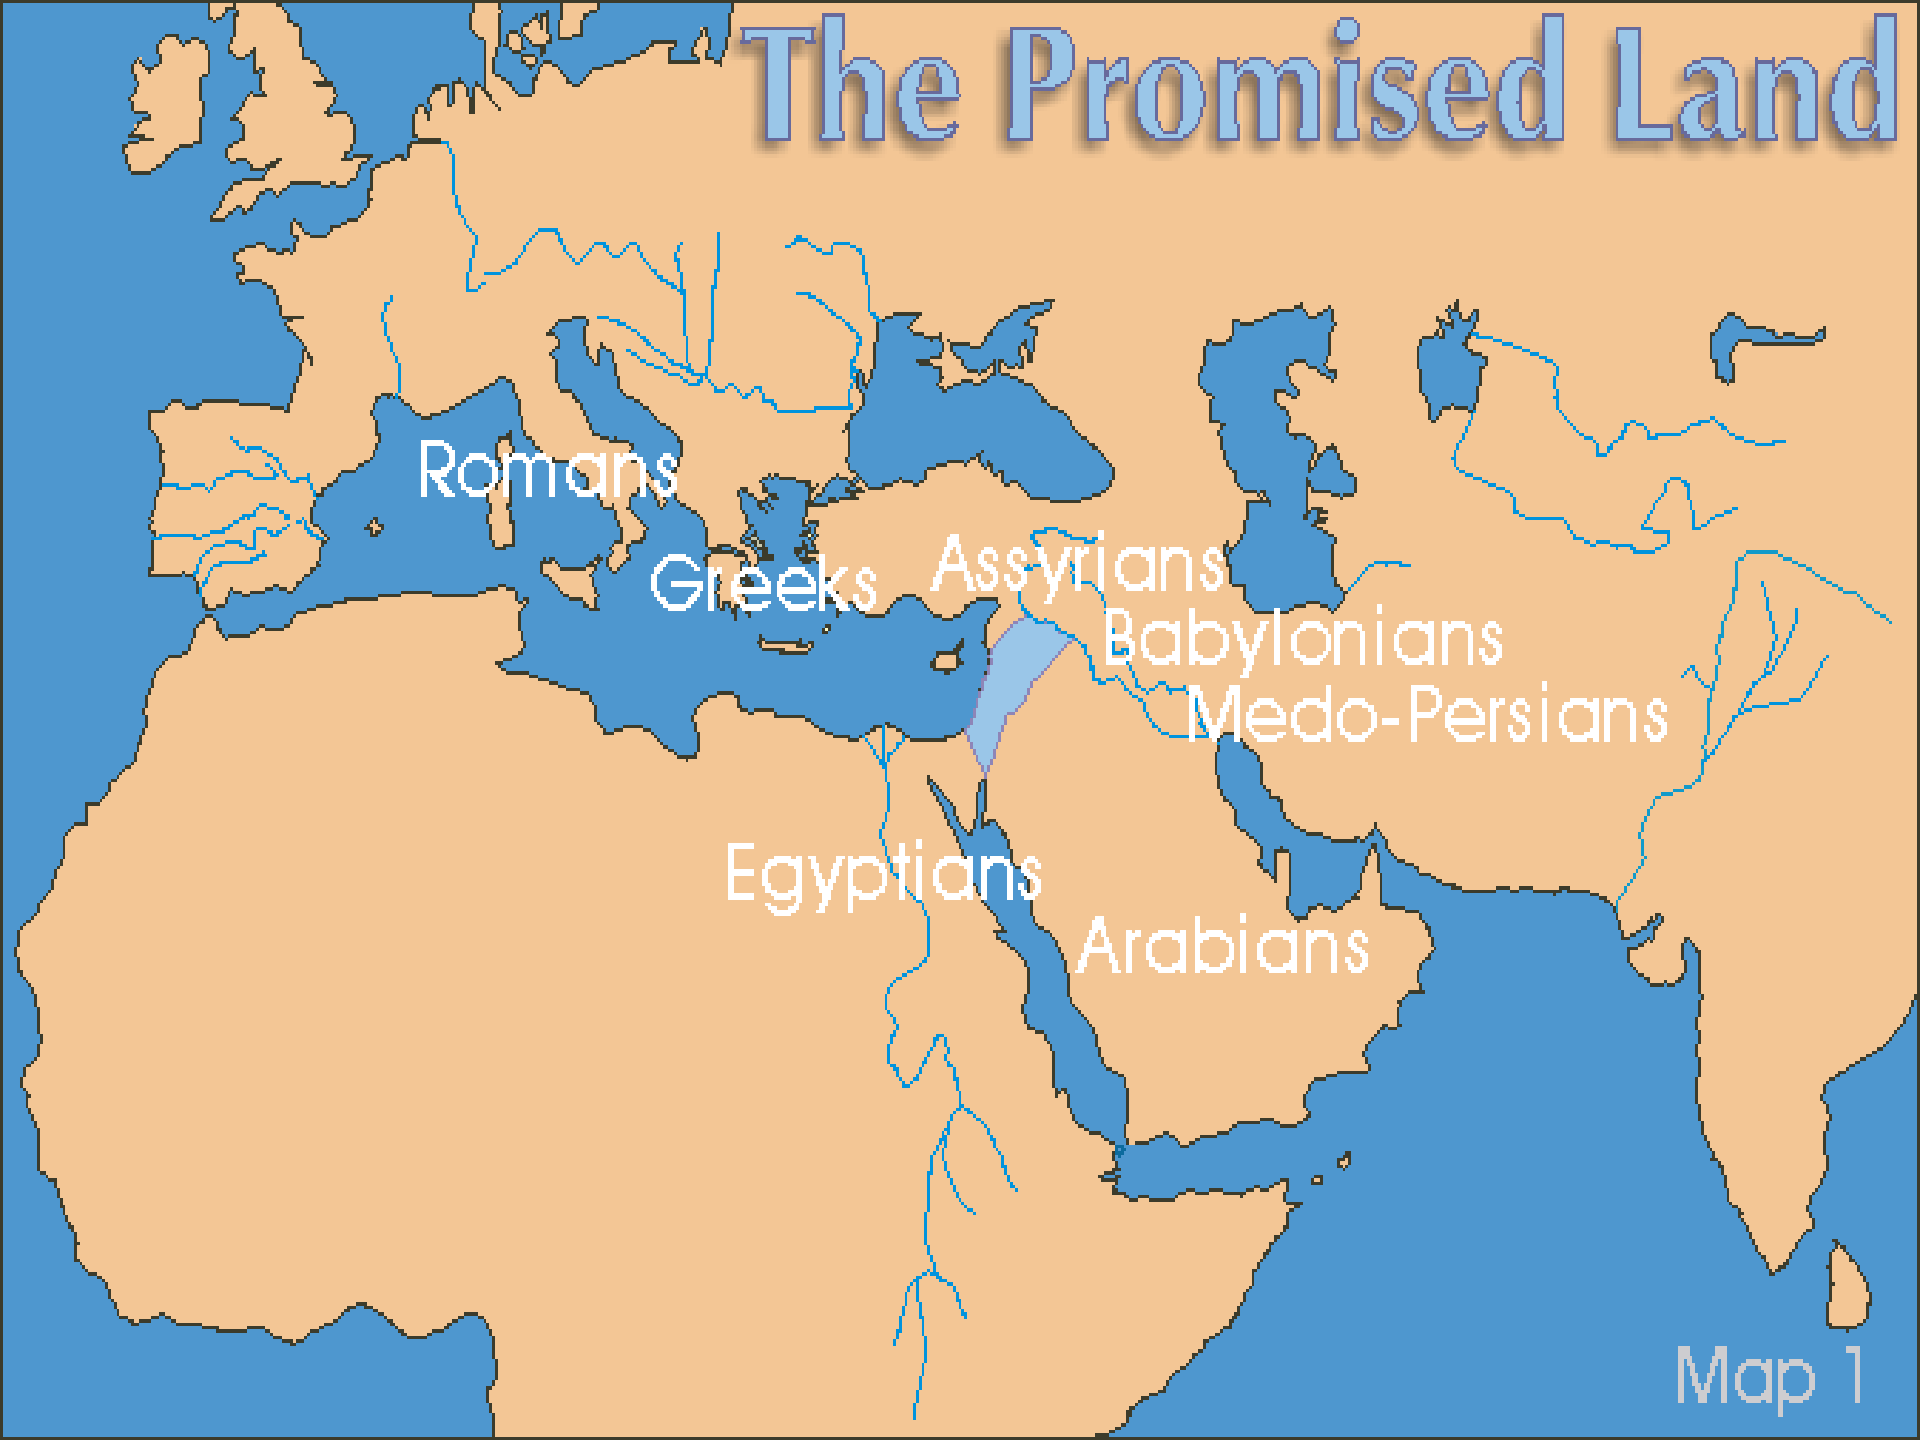 The Promised Land
Romans
Greeks
Assyrians
Babylonians
Medo-Persians
Egyptians
Arabians
Map 1